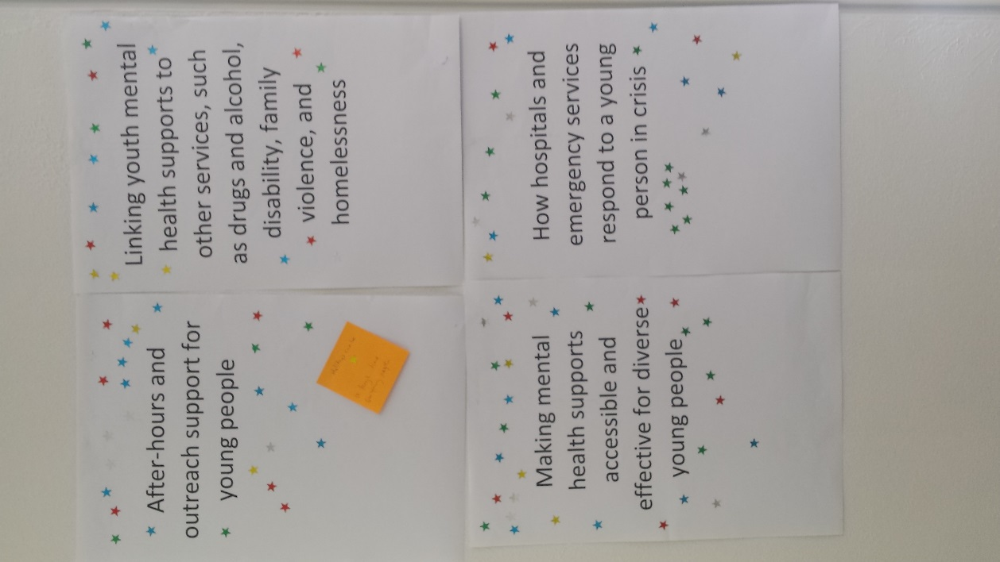 After-hours and
outreach support for
young people
Linking youth mental
health supports to
other services, such
as drugs and alcohol,
disability, family
violence, and
homelessness
Making mental
health supports
accessible and
effective for diverse
young people
How hospitals and
emergency services
respond to a young
person in crisis